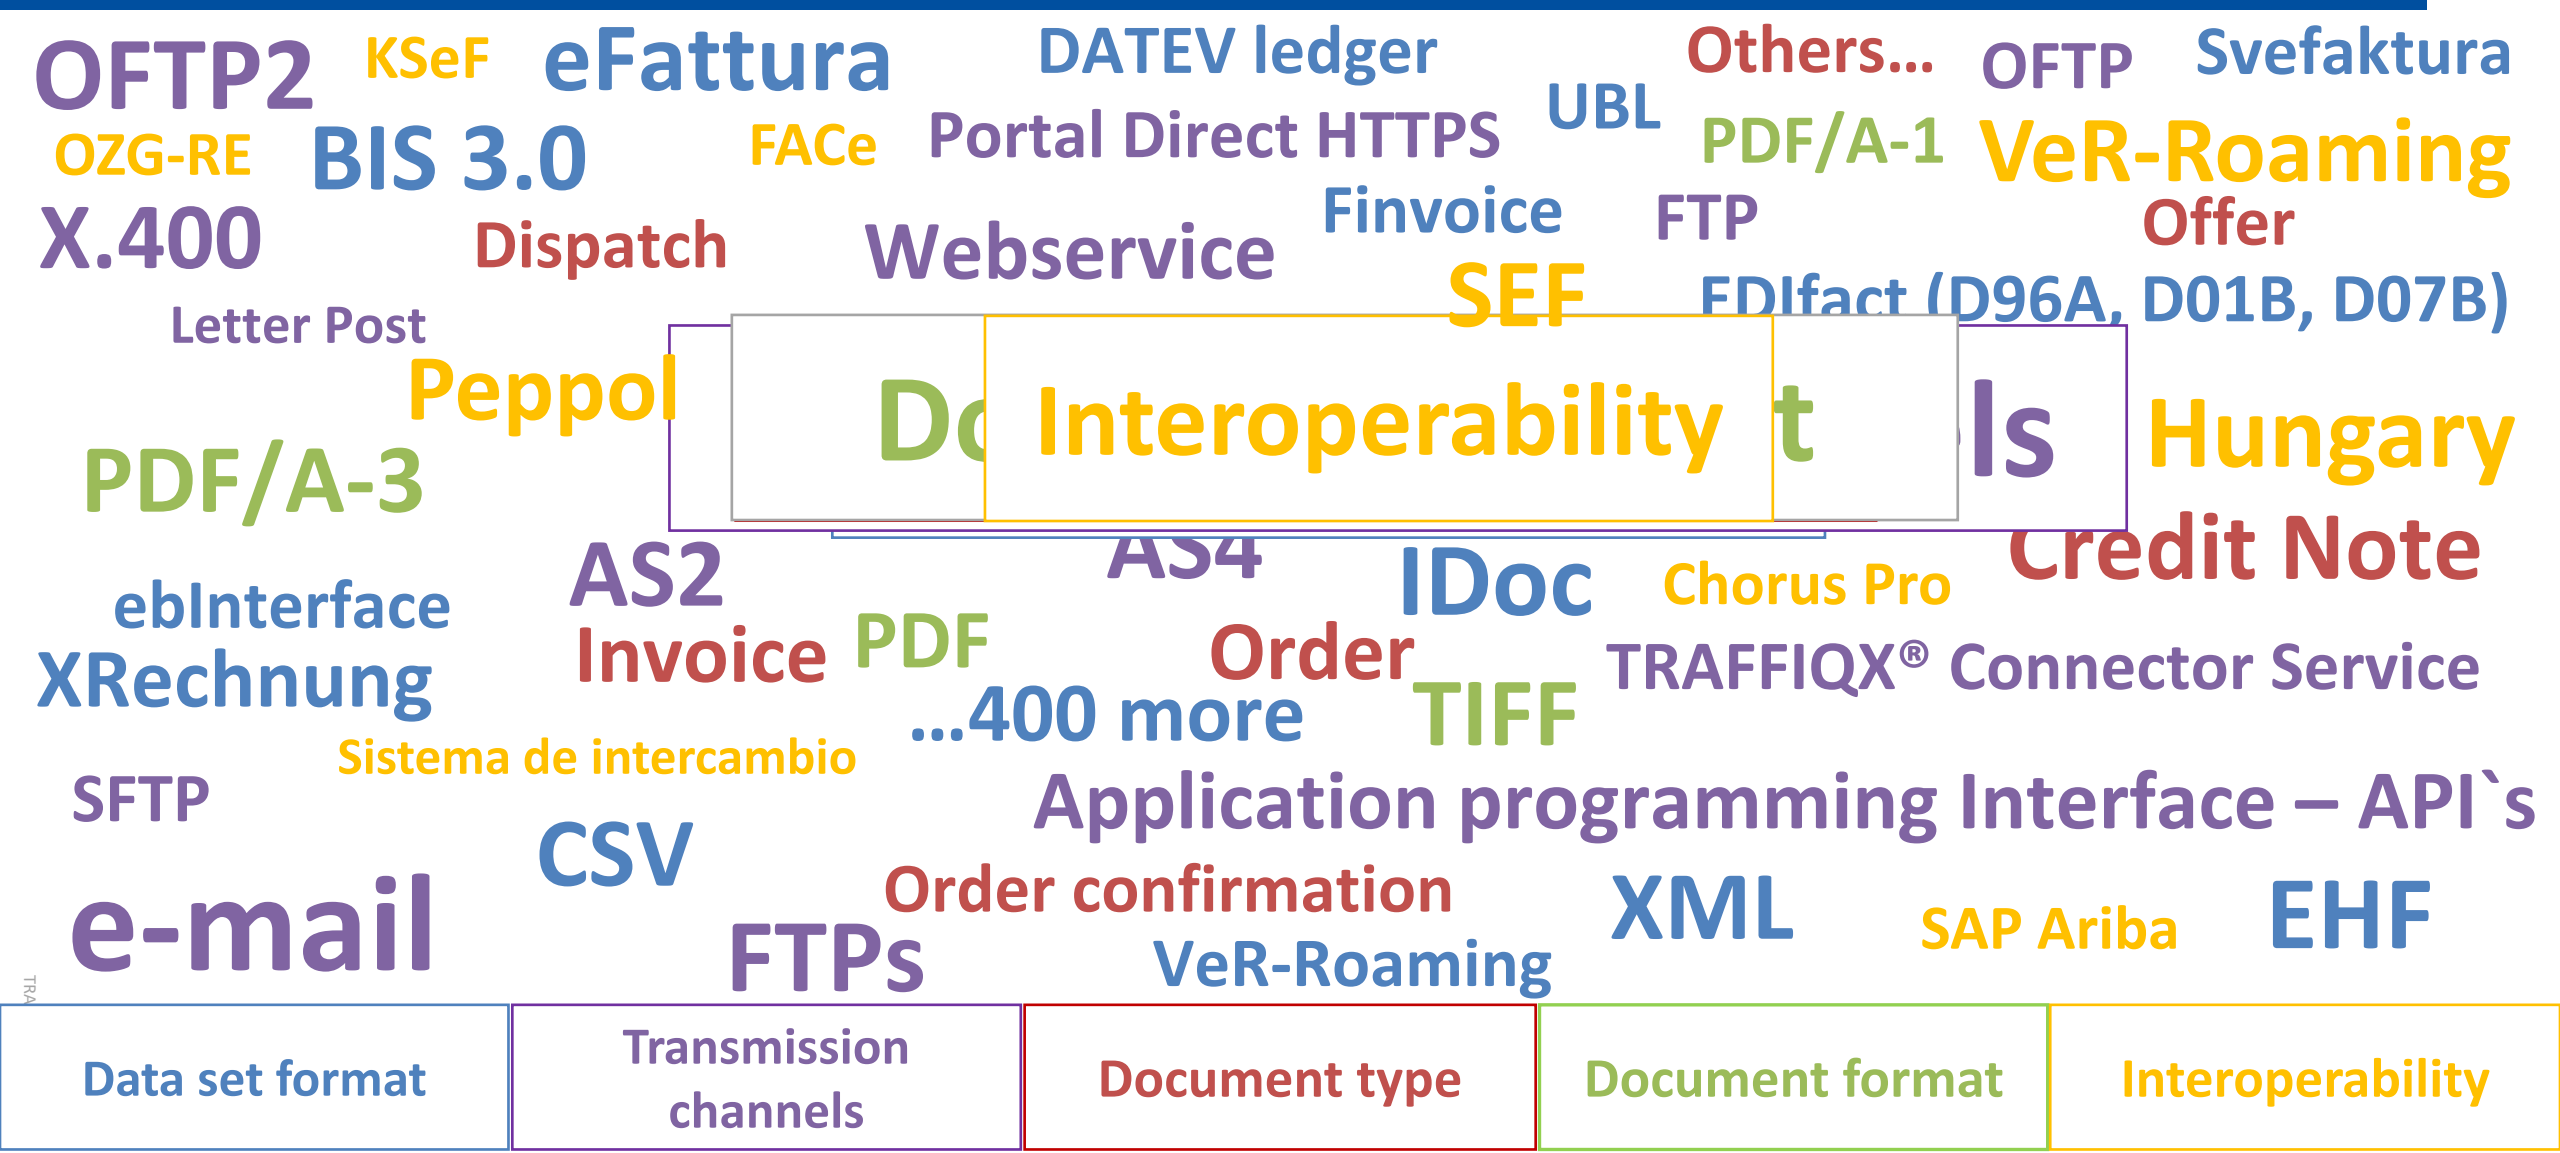 OFTP2 KSeF eFattura DATEV ledger Others... OFTP Svefaktura
OZG-RE BIS 3.0 FACe Portal Direct HTTPS UBL PDF/A-1 VeR-Roaming
X.400 Dispatch Webservice Finvoice FTP Offer
Letter Post SEF EDIfact (D96A, D01B, D07B)
Peppol Interoperability Hungary
PDF/A-3
AS2 AS4 IDoc Chorus Pro Credit Note
ebInterface Invoice PDF Order TRAFFIQX® Connector Service
XRechnung ...400 more TIFF
Sistema de intercambio
SFTP CSV Application programming Interface – API`s
e-mail Order confirmation XML SAP Ariba EHF
FTPs VeR-Roaming
Data set format
Transmission
channels
Document type
Document format
Interoperability